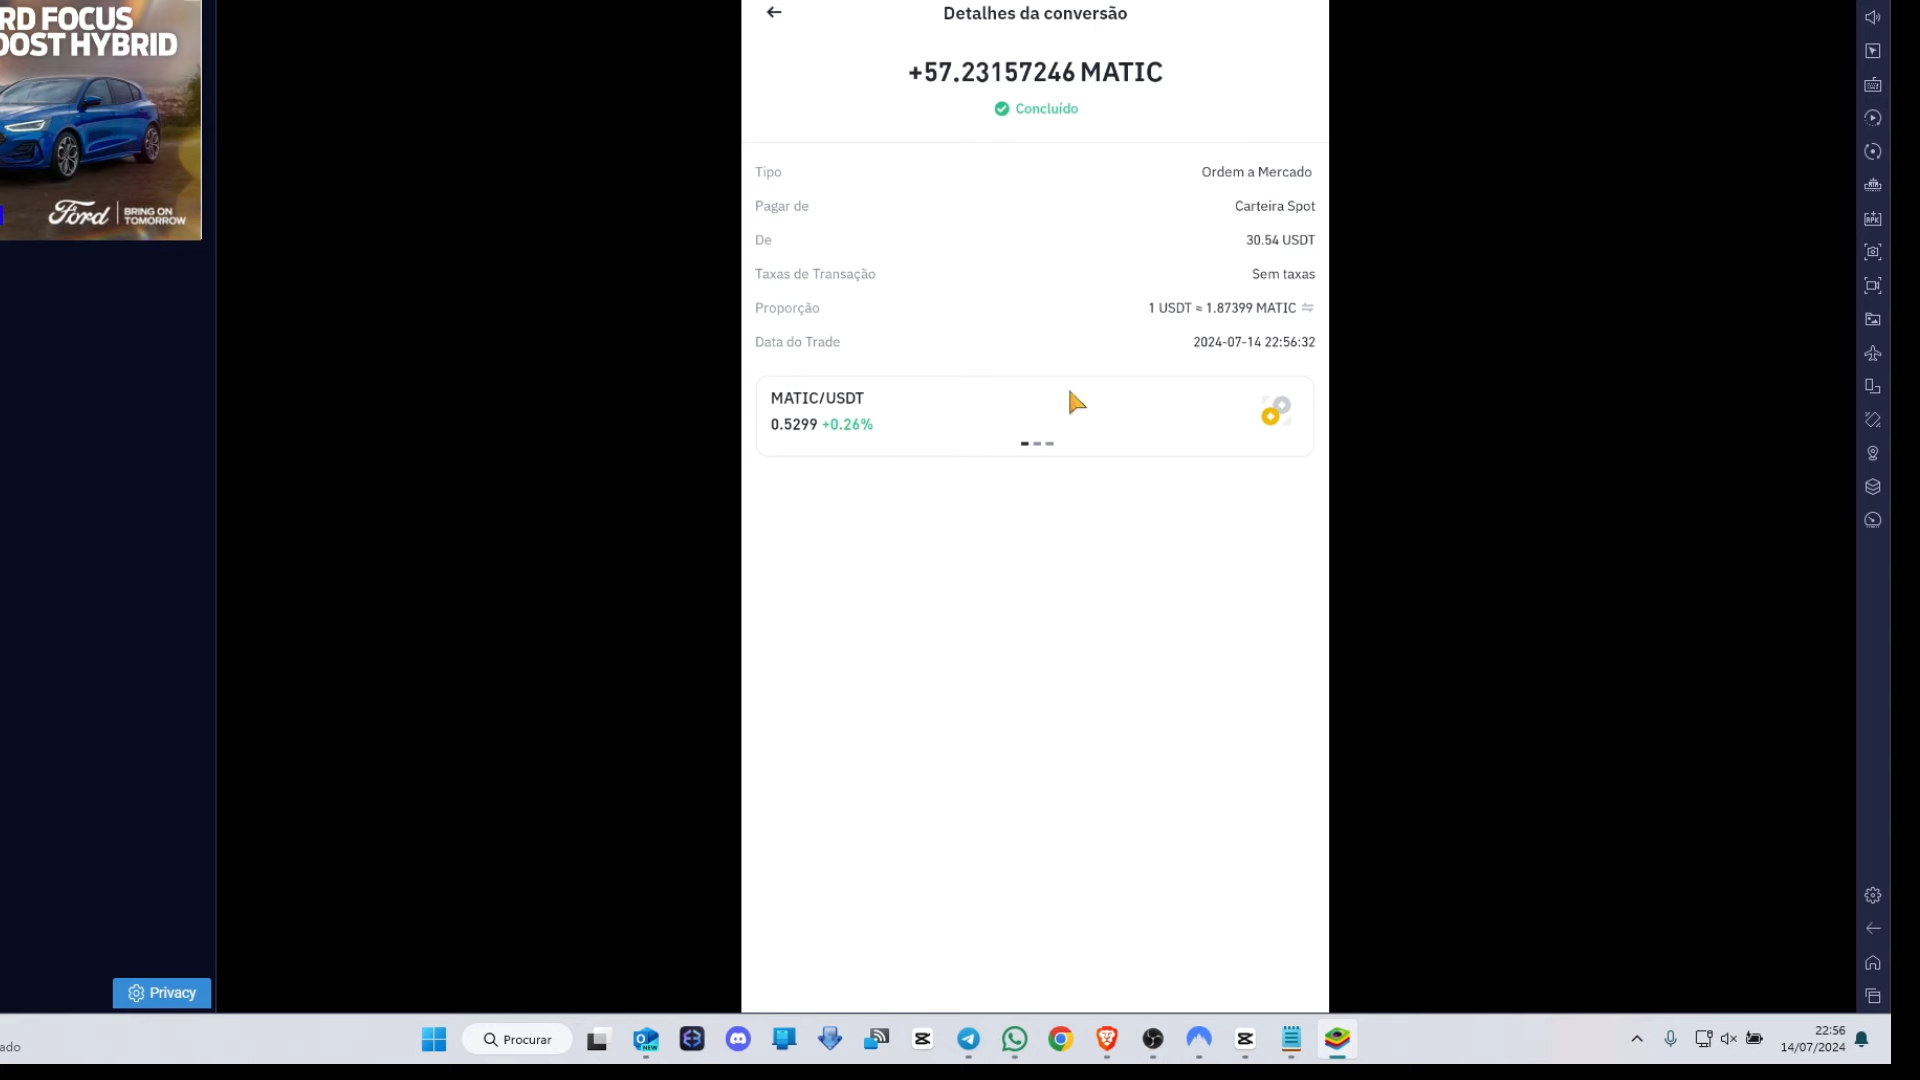 RD FOCUS
OOST HYBRID
Ford
BRING ON
TOMORROW
Privacy
Detalhes da conversão
+57.23157246 MATIC
Concluído
Tipo
Ordem a Mercado
Pagar de
Carteira Spot
De
30.54 USDT
Taxas de Transação
Sem taxas
Proporção
1 USDT ≈ 1.87399 MATIC
Data do Trade
2024-07-14 22:56:32
MATIC/USDT
0.5299 +0.26%
ado
Procurar
NEW
22:56
14/07/2024